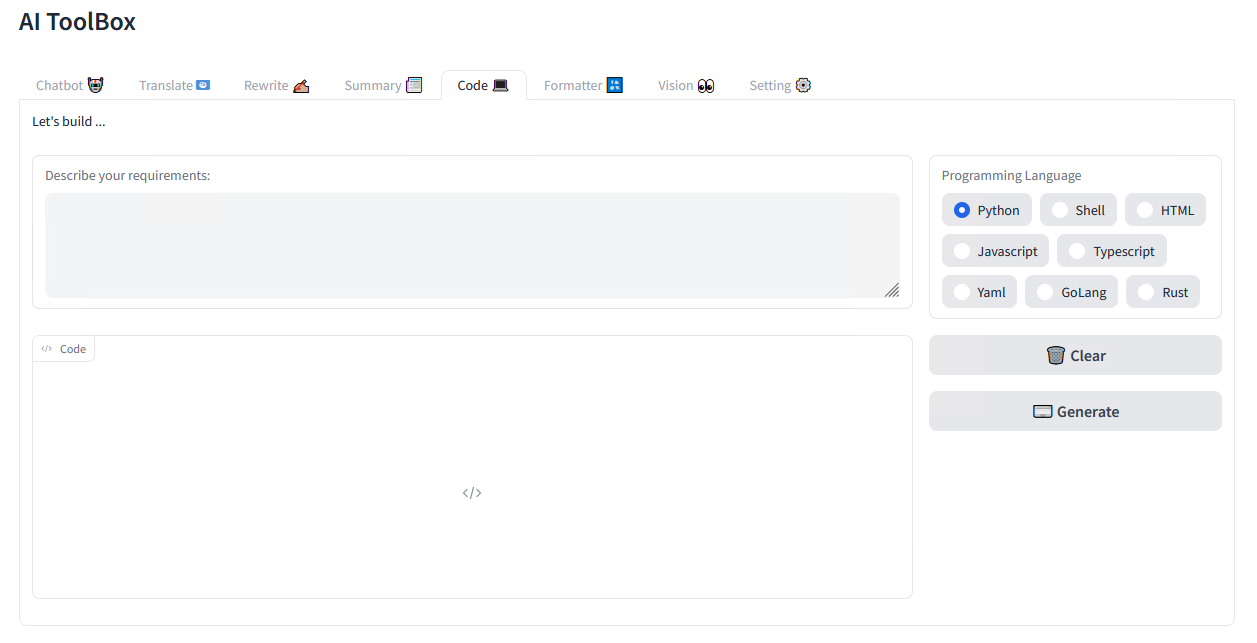 AI ToolBox
Chatbot Translate Rewrite Summary Code Formatter Vision Setting
Let's build ...
Describe your requirements:
Programming Language
Python Shell HTML
Javascript Typescript
Yaml GoLang Rust
</> Code
Clear
Generate
</>